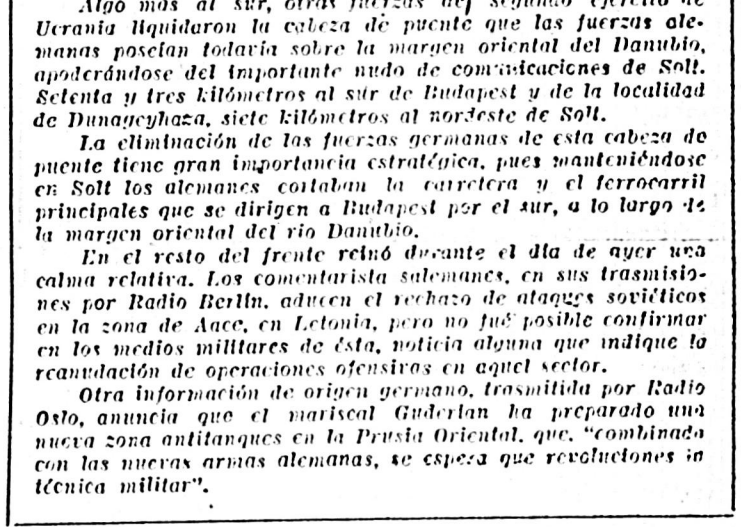 Algo más al sur, otras fuerzas del segundo ejército de
Ucrania liquidaron la cabeza de puente que las fuerzas ale-
manas poseían todavía sobre la margen oriental del Danubio,
apoderándose del importante nudo de comunicaciones de Solt.
Setenta y tres kilómetros al sur de Budapest y de la localidad
de Dunageyhaza, siete kilómetros al nordeste de Solt.
La eliminación de las fuerzas germanas de esta cabeza de
puente tiene gran importancia estratégica, pues manteniéndose
en Solt los alemanes cortaban la carretera y el ferrocarril
principales que se dirigen a Budapest por el sur, a lo largo de
la margen oriental del río Danubio.
En el resto del frente reinó durante el día de ayer una
calma relativa. Los comentarista salemanes, en sus trasmisio-
nes por Radio Berlín, aducen el rechazo de ataques soviéticos
en la zona de Aace, en Letonia, pero no fué posible confirmar
en los medios militares de ésta, noticia alguna que indique la
reanudación de operaciones ofensivas en aquel sector.
Otra información de origen germano, trasmitida por Radio
Oslo, anuncia que el mariscal Guderian ha preparado una
nueva zona antitanques en la Prusia Oriental, que, "combinada
con las nuevas armas alemanas, se espera que revoluciones in
técnica militar".